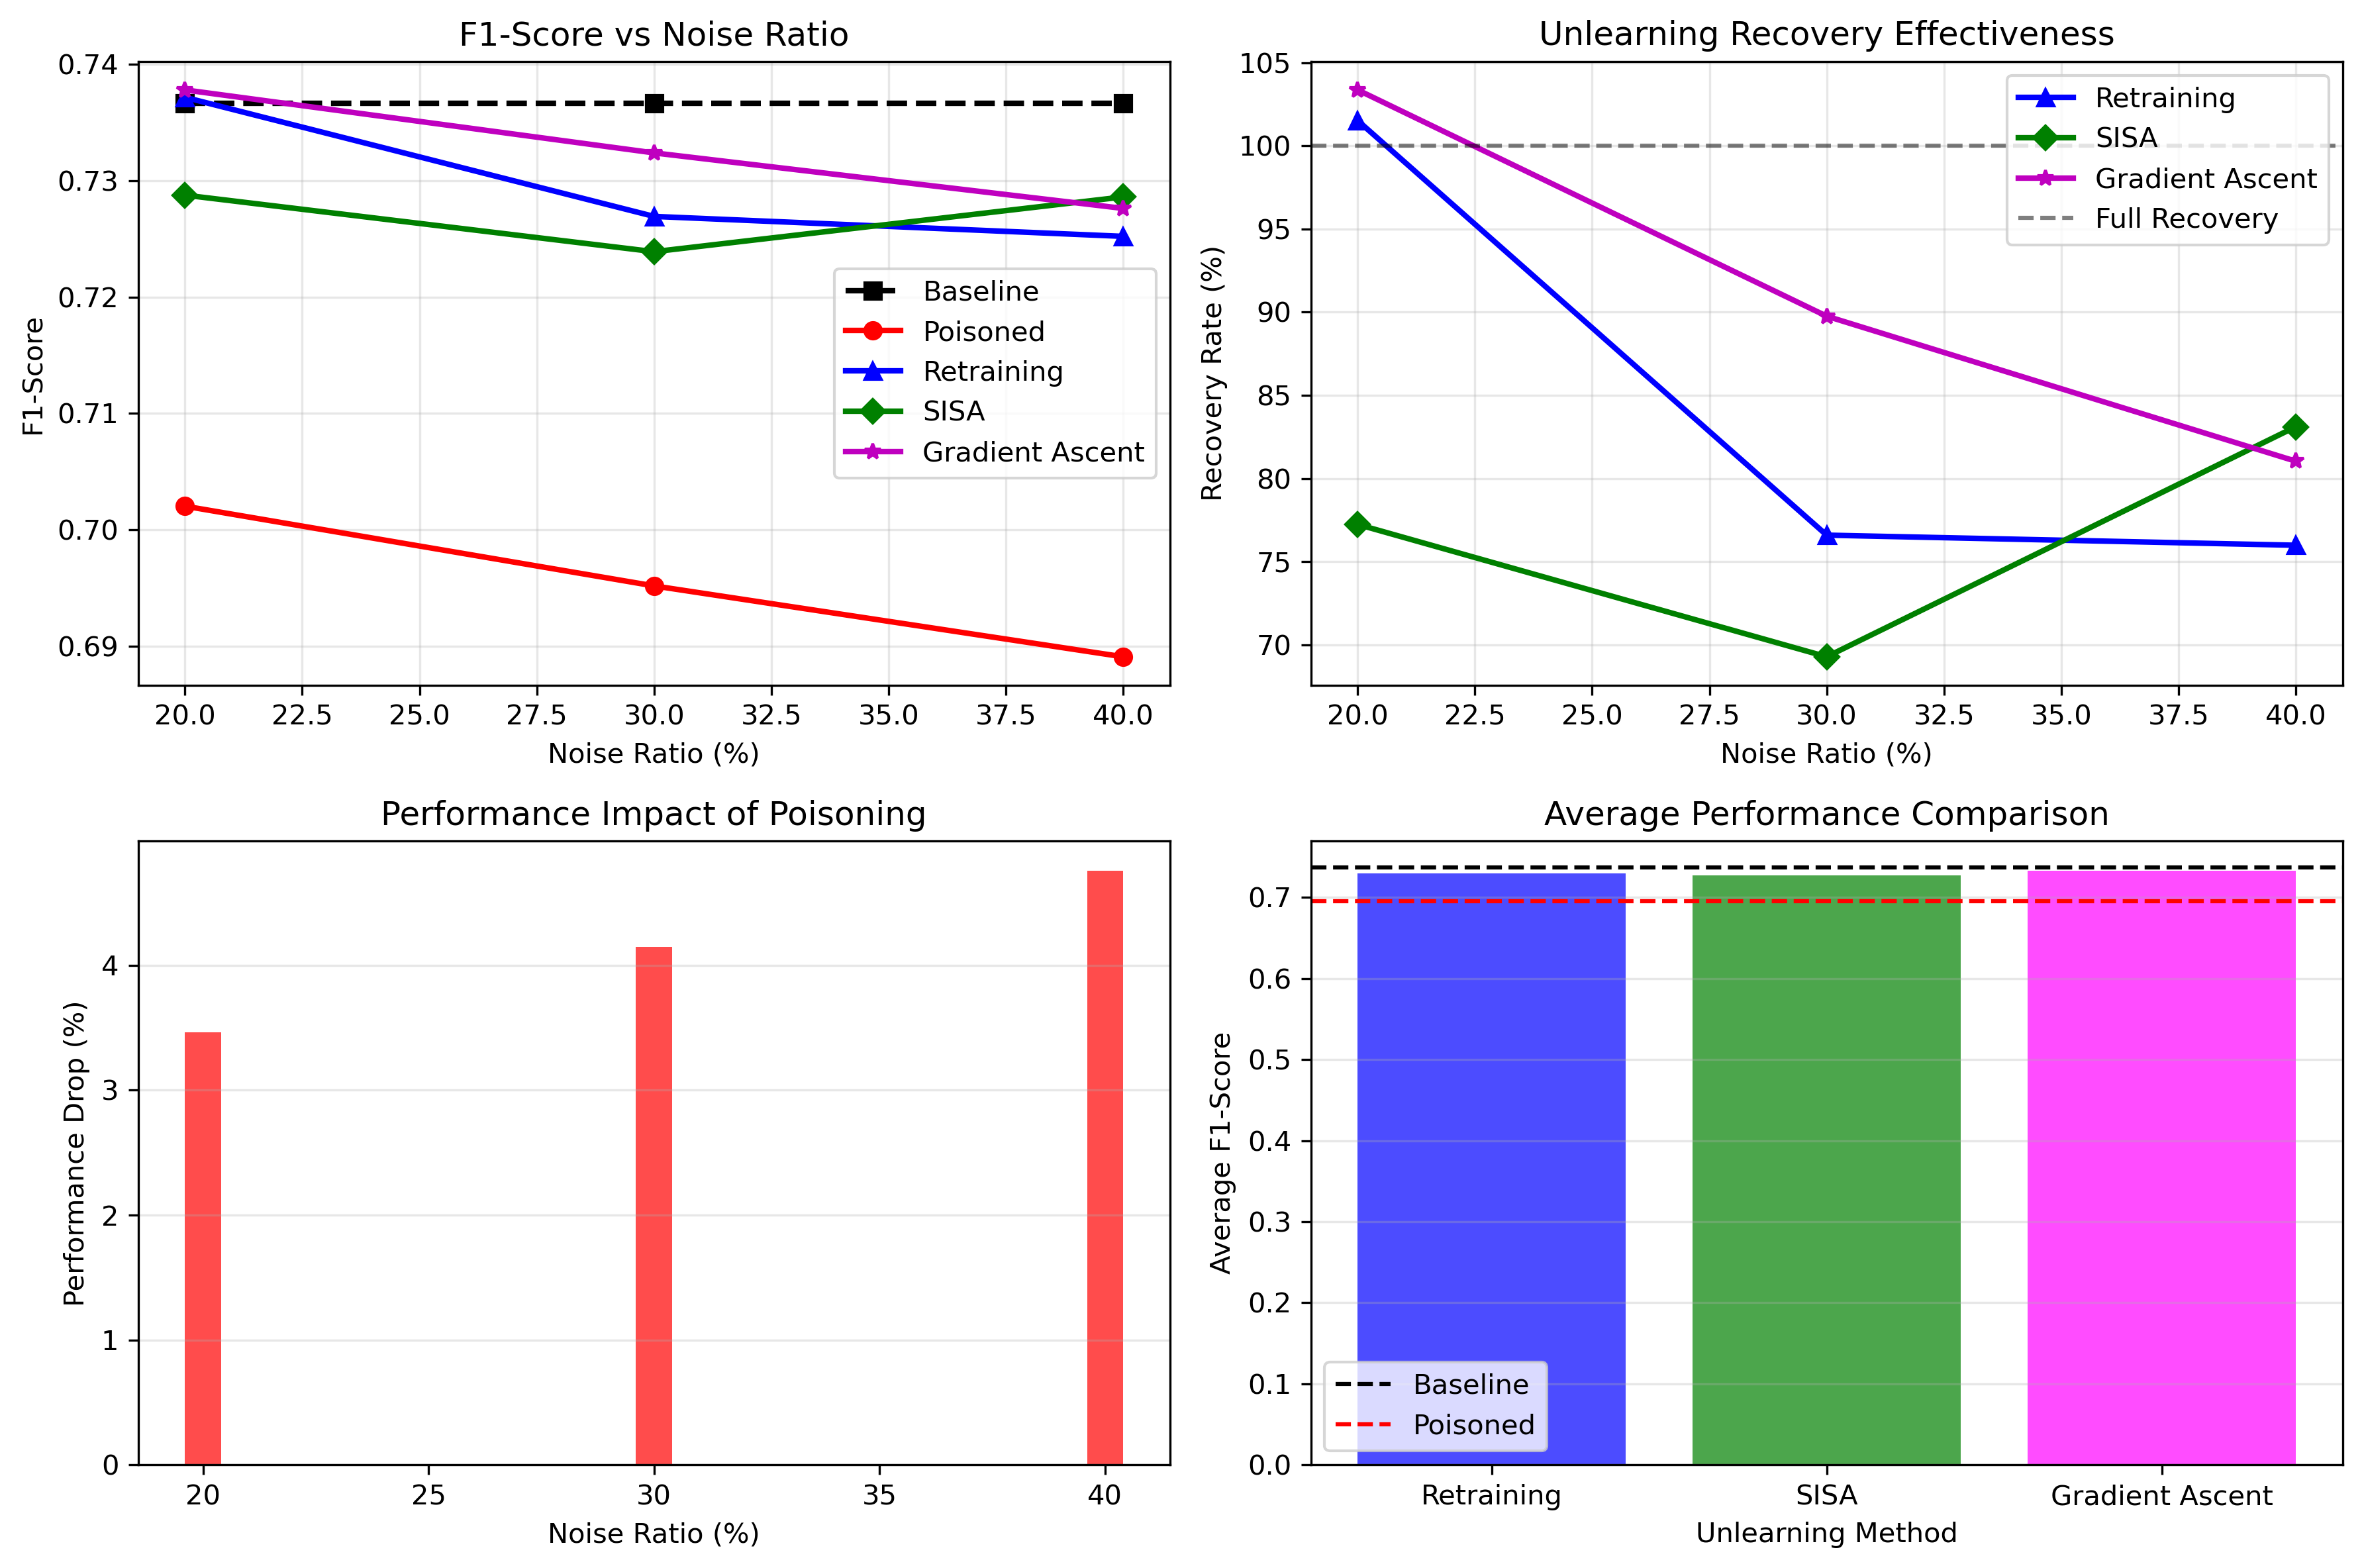 F1-Score vs Noise Ratio
0.74
0.73
0.72
0.71
0.70
0.69
F1-Score
Baseline
Poisoned
Retraining
SISA
Gradient Ascent
20.0 22.5 25.0 27.5 30.0 32.5 35.0 37.5 40.0
Noise Ratio (%)
Unlearning Recovery Effectiveness
105
100
95
90
85
80
75
70
Recovery Rate (%)
Retraining
SISA
Gradient Ascent
Full Recovery
20.0 22.5 25.0 27.5 30.0 32.5 35.0 37.5 40.0
Noise Ratio (%)
Performance Impact of Poisoning
4
3
2
1
0
Performance Drop (%)
20 25 30 35 40
Noise Ratio (%)
Average Performance Comparison
0.7
0.6
0.5
0.4
0.3
0.2
0.1
0.0
Average F1-Score
Baseline
Poisoned
Retraining SISA Gradient Ascent
Unlearning Method